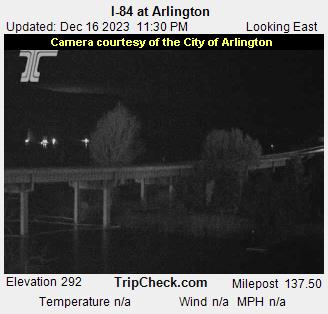 I-84 at Arlington
Updated: Dec 16 2023 11:30 PM Looking East
Camera courtesy of the City of Arlington
Elevation 292 TripCheck.com Milepost 137.50
Temperature n/a Wind n/a MPH n/a